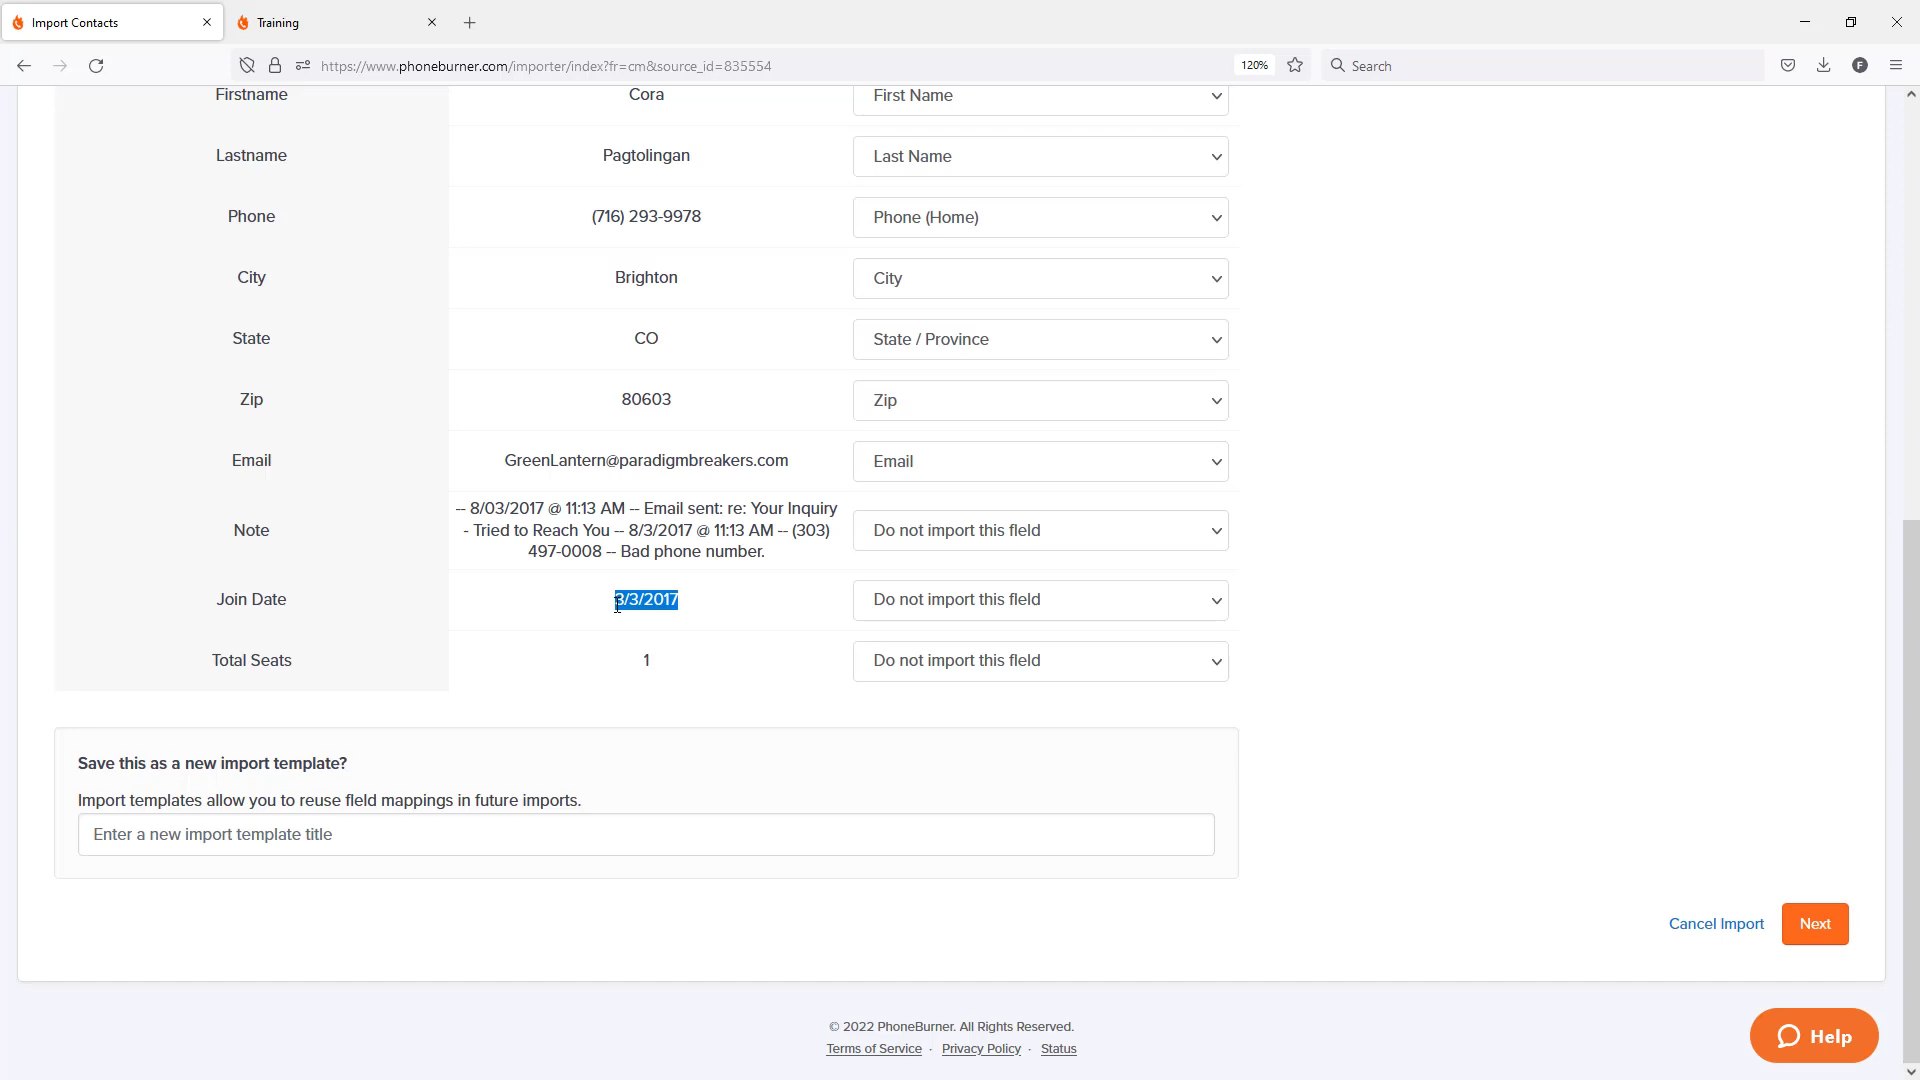 Import Contacts
Training
https://www.phoneburner.com/importer/index?fr=cm&source_id=835554
120%
Search
F
Firstname Cora First Name
Lastname Pagtolingan Last Name
Phone (716) 293-9978 Phone (Home)
City Brighton City
State CO State / Province
Zip 80603 Zip
Email GreenLantern@paradigmbreakers.com Email
-- 8/03/2017 @ 11:13 AM -- Email sent: re: Your Inquiry
Note - Tried to Reach You -- 8/3/2017 @ 11:13 AM -- (303) Do not import this field
497-0008 -- Bad phone number.
Join Date 8/3/2017 Do not import this field
Total Seats 1 Do not import this field
Save this as a new import template?
Import templates allow you to reuse field mappings in future imports.
Enter a new import template title
Cancel Import Next
© 2022 PhoneBurner. All Rights Reserved.
Terms of Service · Privacy Policy · Status
Help